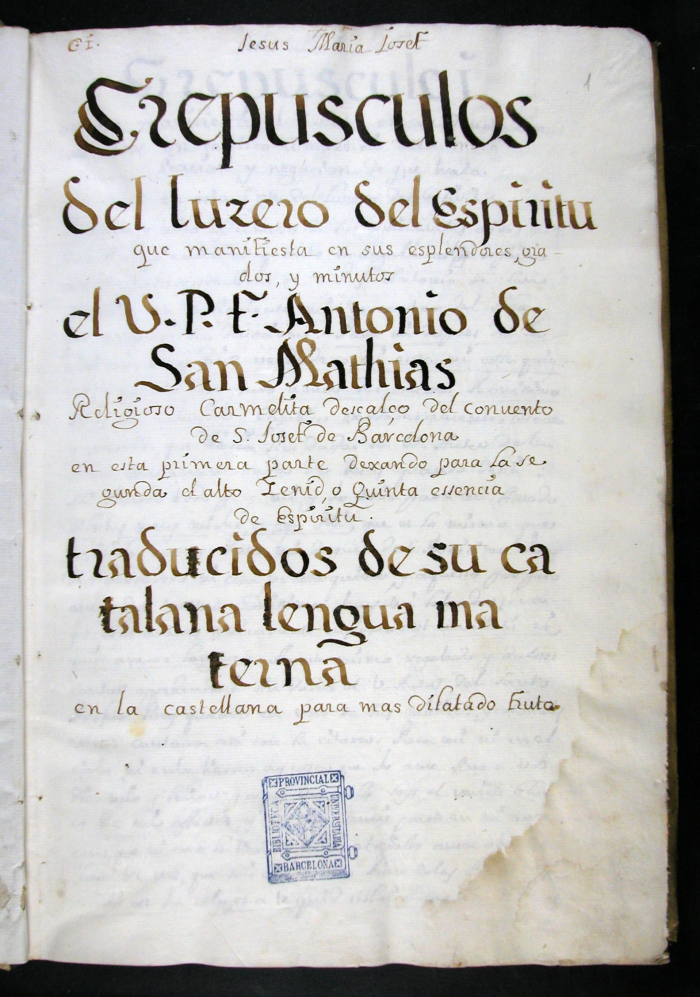 C. i.
Jesus Maria Josef
1
Crepusculos
del luzero del Espiritu
que manifiesta en sus esplendores, gra-
dos, y minutos
el V. P. F. Antonio de
San Mathias
Religioso Carmelita descalço del convento
de S. Josef de Barcelona
en esta primera parte dexando para la se
gunda el alto Zenid, o Quinta essencia
de Espiritu.
traducidos de su ca
talana lengua ma
terna
en la castellana para mas dilatado fruto
PROVINCIAL
BIBLIOTECA
UNIVERSITARIA
BARCELONA